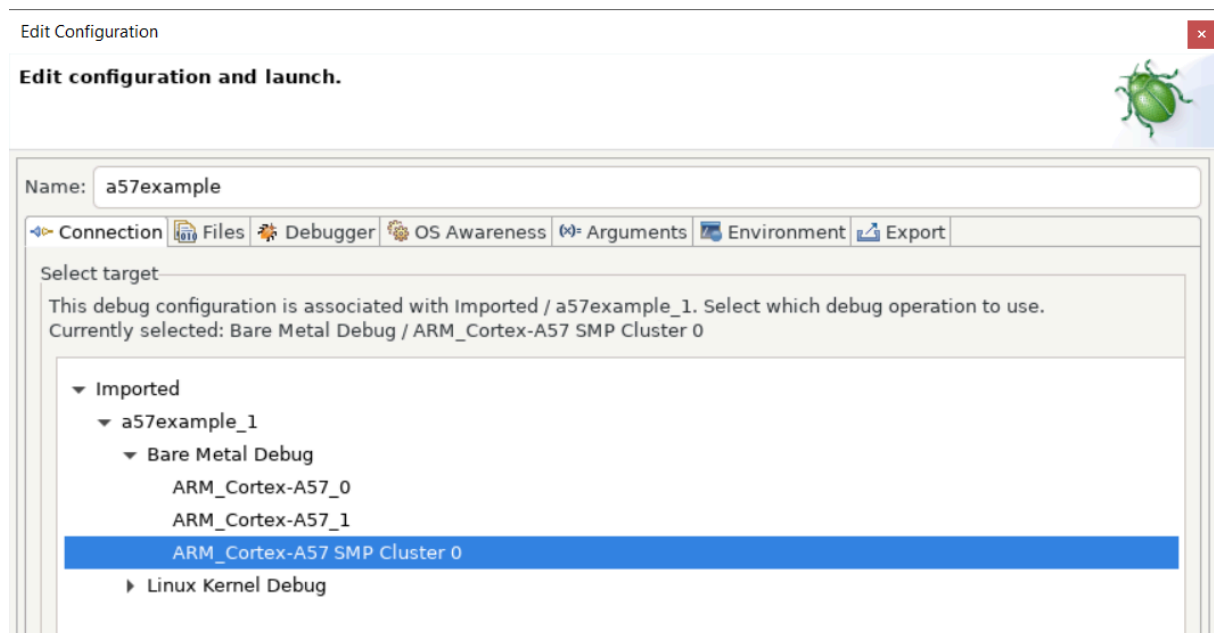 Edit Configuration
Edit configuration and launch.
Name: a57example
Connection Files Debugger OS Awareness Arguments Environment Export
Select target
This debug configuration is associated with Imported / a57example_1. Select which debug operation to use.
Currently selected: Bare Metal Debug / ARM_Cortex-A57 SMP Cluster 0
Imported
a57example_1
Bare Metal Debug
ARM_Cortex-A57_0
ARM_Cortex-A57_1
ARM_Cortex-A57 SMP Cluster 0
Linux Kernel Debug